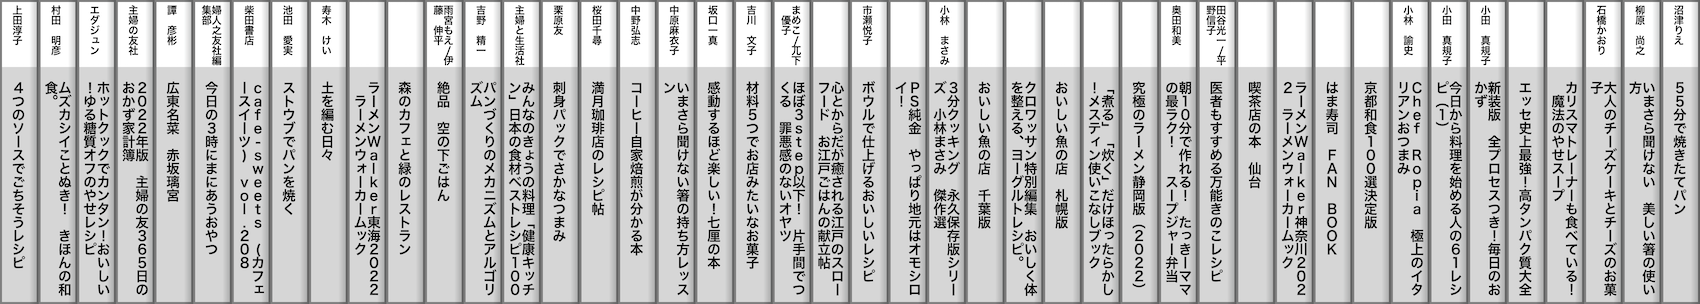 沼津りえ
55分で焼きたてパン
柳原　尚之
いまさら聞けない　美しい箸の使い
方
石橋かおり
大人のチーズケーキとチーズのお菓
子
カリスマトレーナーも食べている！
　魔法のやせスープ
エッセ史上最強！高タンパク質大全
小田　真規子
新装版　全プロセスつき！毎日のお
かず
小田　真規子
今日から料理を始める人の61レシ
ピ（1）
小林　諭史
Chef　Ropia　極上のイタ
リアンおつまみ
京都和食100選決定版
はま寿司　FAN　BOOK
ラーメンWalker神奈川202
2　ラーメンウォーカームック
喫茶店の本　仙台
田谷光一/平
野信子
医者もすすめる万能きのこレシピ
奥田和美
朝10分で作れる！　たっきーママ
の最ラク！　スープジャー弁当
究極のラーメン静岡版（2022）
「煮る」「炊く」だけほったらかし
！メスティン使いこなしブック
おいしい魚の店　札幌版
クロワッサン特別編集　おいしく体
を整える、ヨーグルトレシピ。
おいしい魚の店　千葉版
小林　まさみ
3分クッキング　永久保存版シリー
ズ　小林まさみ　傑作選
PS純金　やっぱり地元はオモシロ
イ！
市瀬悦子
ボウルで仕上げるおいしいレシピ
心とからだが癒される江戸のスロー
フード　お江戸ごはんの献立帖
まめこ/兀下
優子
ほぼ3step以下！　片手間でつ
くる　罪悪感のないオヤツ
吉川　文子
材料5つでお店みたいなお菓子
坂口一真
感動するほど楽しい！七厘の本
中原麻衣子
いまさら聞けない箸の持ち方レッス
ン
中野弘志
コーヒー自家焙煎が分かる本
桜田千尋
満月珈琲店のレシピ帖
栗原友
刺身パックでさかなつまみ
主婦と生活社
みんなのきょうの料理「健康キッチ
ン」日本の食材ベストレシピ100
吉野　精一
パンづくりのメカニズムとアルゴリ
ズム
雨宮もえ/伊
藤　伸平
絶品　空の下ごはん
森のカフェと緑のレストラン
ラーメンWalker東海2022
　ラーメンウォーカームック
寿木　けい
土を編む日々
池田　愛実
ストウブでパンを焼く
柴田書店
cafe-sweets（カフェ
ースイーツ）vol.208
婦人之友社編
集部
今日の3時にまにあうおやつ
譚　彦彬
広東名菜　赤坂璃宮
主婦の友社
2022年版　主婦の友365日の
おかず家計簿
エダジュン
ホットクックでカンタン！おいしい
！ゆる糖質オフのやせレシピ
村田　明彦
ムズカシイことぬき！　きほんの和
食。
上田淳子
4つのソースでごちそうレシピ